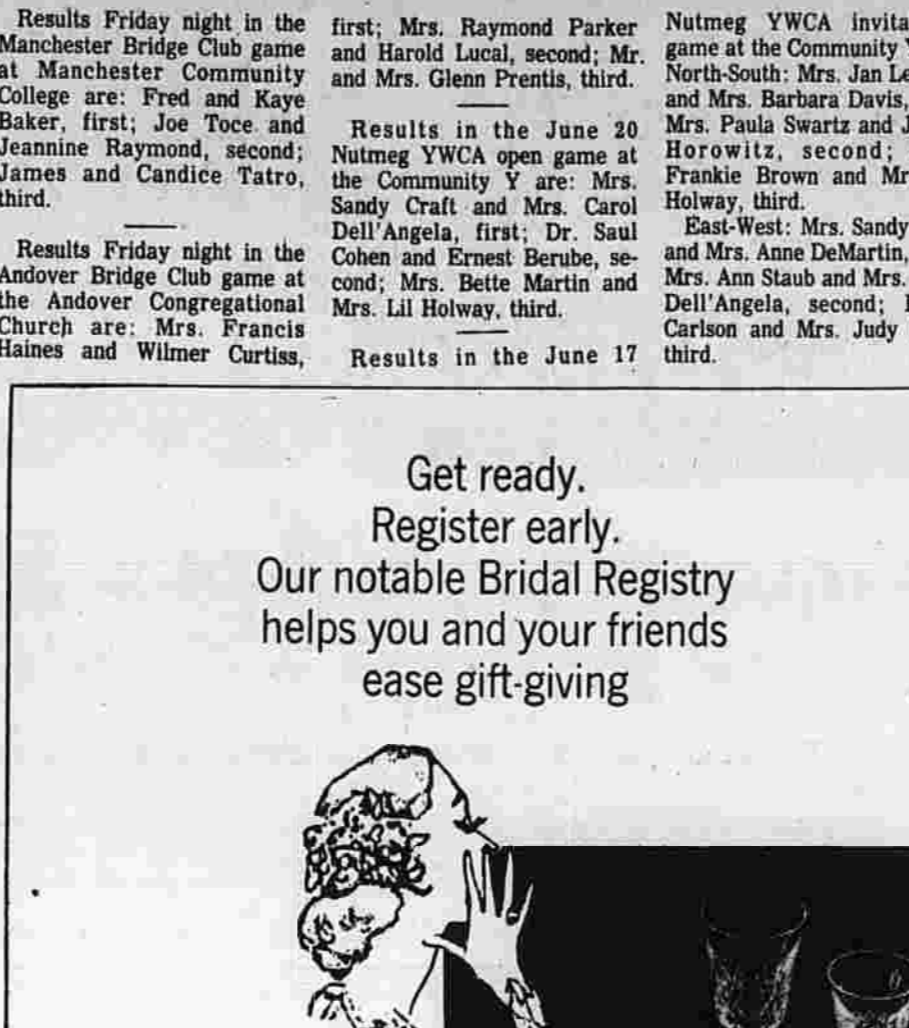 Results Friday night in the
Manchester Bridge Club game
at Manchester Community
College are: Fred and Kaye
Baker, first; Joe Toce and
Jeannine Raymond, second;
James and Candice Tatro,
third.
Results Friday night in the
Andover Bridge Club game at
the Andover Congregational
Church are: Mrs. Francis
Haines and Wilmer Curtiss,
first; Mrs. Raymond Parker
and Harold Lucal, second; Mr.
and Mrs. Glenn Prentis, third.
Results in the June 20
Nutmeg YWCA open game at
the Community Y are: Mrs.
Sandy Craft and Mrs. Carol
Dell'Angela, first; Dr. Saul
Cohen and Ernest Berube, se-
cond; Mrs. Bette Martin and
Mrs. Lil Holway, third.
Results in the June 17
Nutmeg YWCA
game at the Community
North-South: Mrs. Jan
and Mrs. Barbara Davis,
Mrs. Paula Swartz and
Horowitz, second;
Frankie Brown and
Holway, third.
East-West: Mrs. Sandy
and Mrs. Anne DeMartin,
Mrs. Ann Staub and Mrs.
Dell'Angela, second;
Carlson and Mrs. Judy
third.
Get ready.
Register early.
Our notable Bridal Registry
helps you and your friends
ease gift-giving